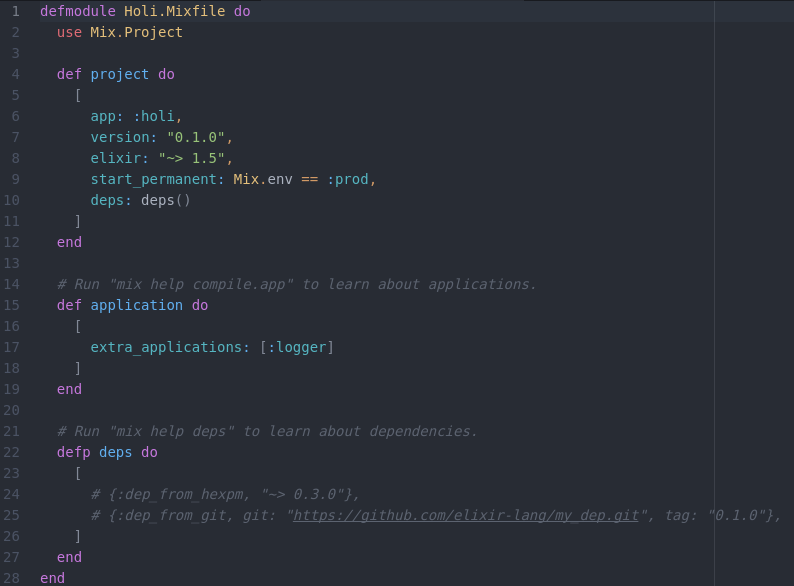 1 defmodule Holi.Mixfile do
2   use Mix.Project
3
4   def project do
5     [
6       app: :holi,
7       version: "0.1.0",
8       elixir: "~> 1.5",
9       start_permanent: Mix.env == :prod,
10       deps: deps()
11     ]
12   end
13
14   # Run "mix help compile.app" to learn about applications.
15   def application do
16     [
17       extra_applications: [:logger]
18     ]
19   end
20
21   # Run "mix help deps" to learn about dependencies.
22   defp deps do
23     [
24       # {:dep_from_hexpm, "~> 0.3.0"},
25       # {:dep_from_git, git: "https://github.com/elixir-lang/my_dep.git", tag: "0.1.0"},
26     ]
27   end
28 end